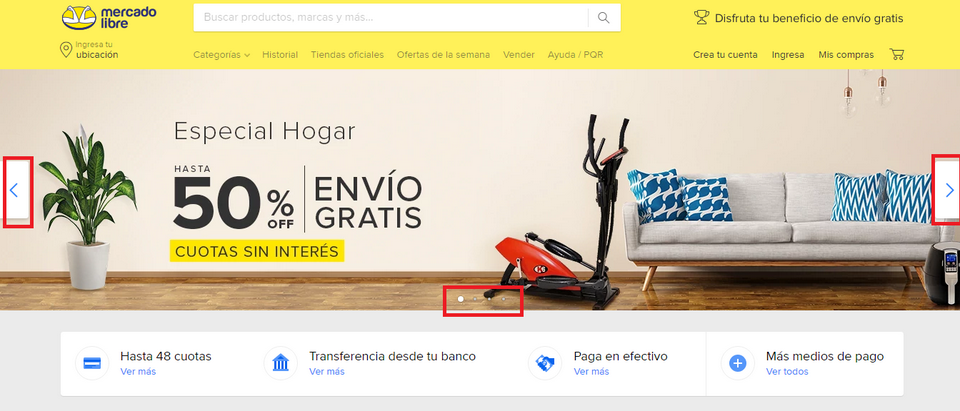 mercado
libre
Buscar productos, marcas y más...
Disfruta tu beneficio de envío gratis
Ingresa tu
ubicación
Categorías Historial Tiendas oficiales Ofertas de la semana Vender Ayuda / PQR
Crea tu cuenta Ingresa Mis compras
Especial Hogar
HASTA
50% OFF
ENVÍO
GRATIS
CUOTAS SIN INTERÉS
Hasta 48 cuotas
Ver más
Transferencia desde tu banco
Ver más
Paga en efectivo
Ver más
Más medios de pago
Ver todos